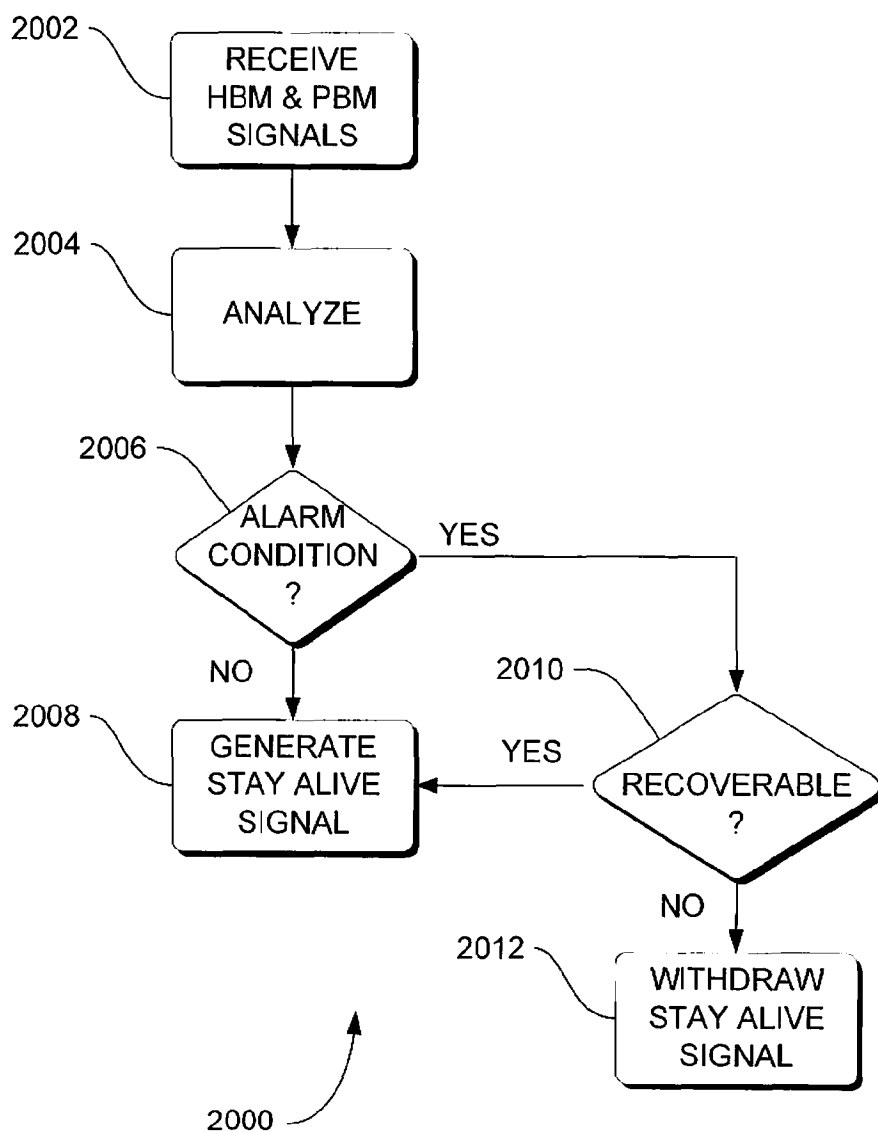 2002
RECEIVE
HBM & PBM
SIGNALS
2004
ANALYZE
2006
ALARM
CONDITION
?
YES
NO
2008
GENERATE
STAY ALIVE
SIGNAL
YES
2010
RECOVERABLE
?
NO
2012
WITHDRAW
STAY ALIVE
SIGNAL
2000